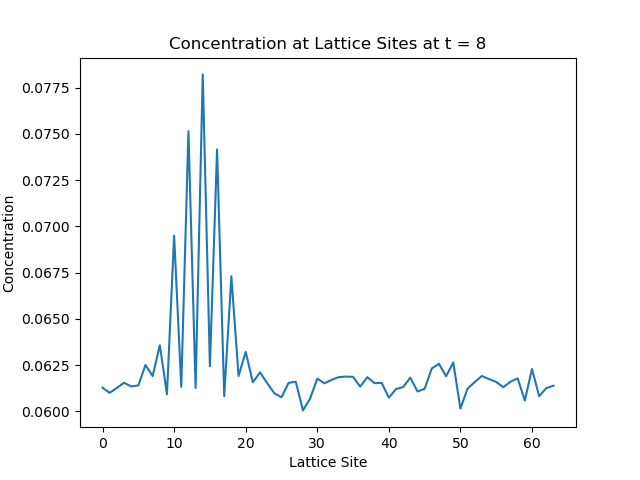 Concentration at Lattice Sites at t = 8
0.0775
0.0750
0.0725
0.0700
0.0675
0.0650
0.0625
0.0600
Concentration
0 10 20 30 40 50 60
Lattice Site